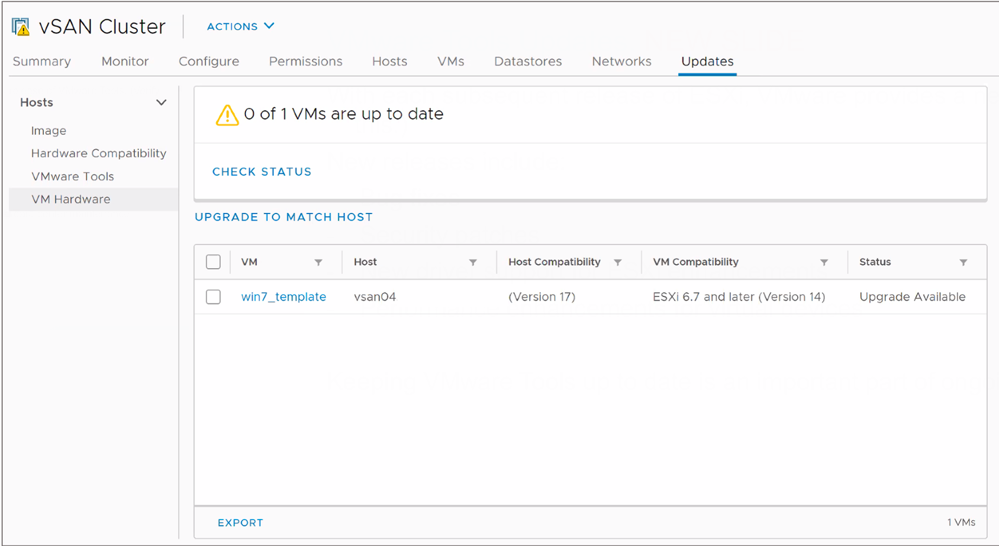 vSAN Cluster
ACTIONS
Summary Monitor Configure Permissions Hosts VMs Datastores Networks Updates
Hosts
Image
Hardware Compatibility
VMware Tools
VM Hardware
0 of 1 VMs are up to date
CHECK STATUS
UPGRADE TO MATCH HOST
VM Host Host Compatibility VM Compatibility Status
win7_template vsan04 (Version 17) ESXi 6.7 and later (Version 14) Upgrade Available
EXPORT
1 VMs